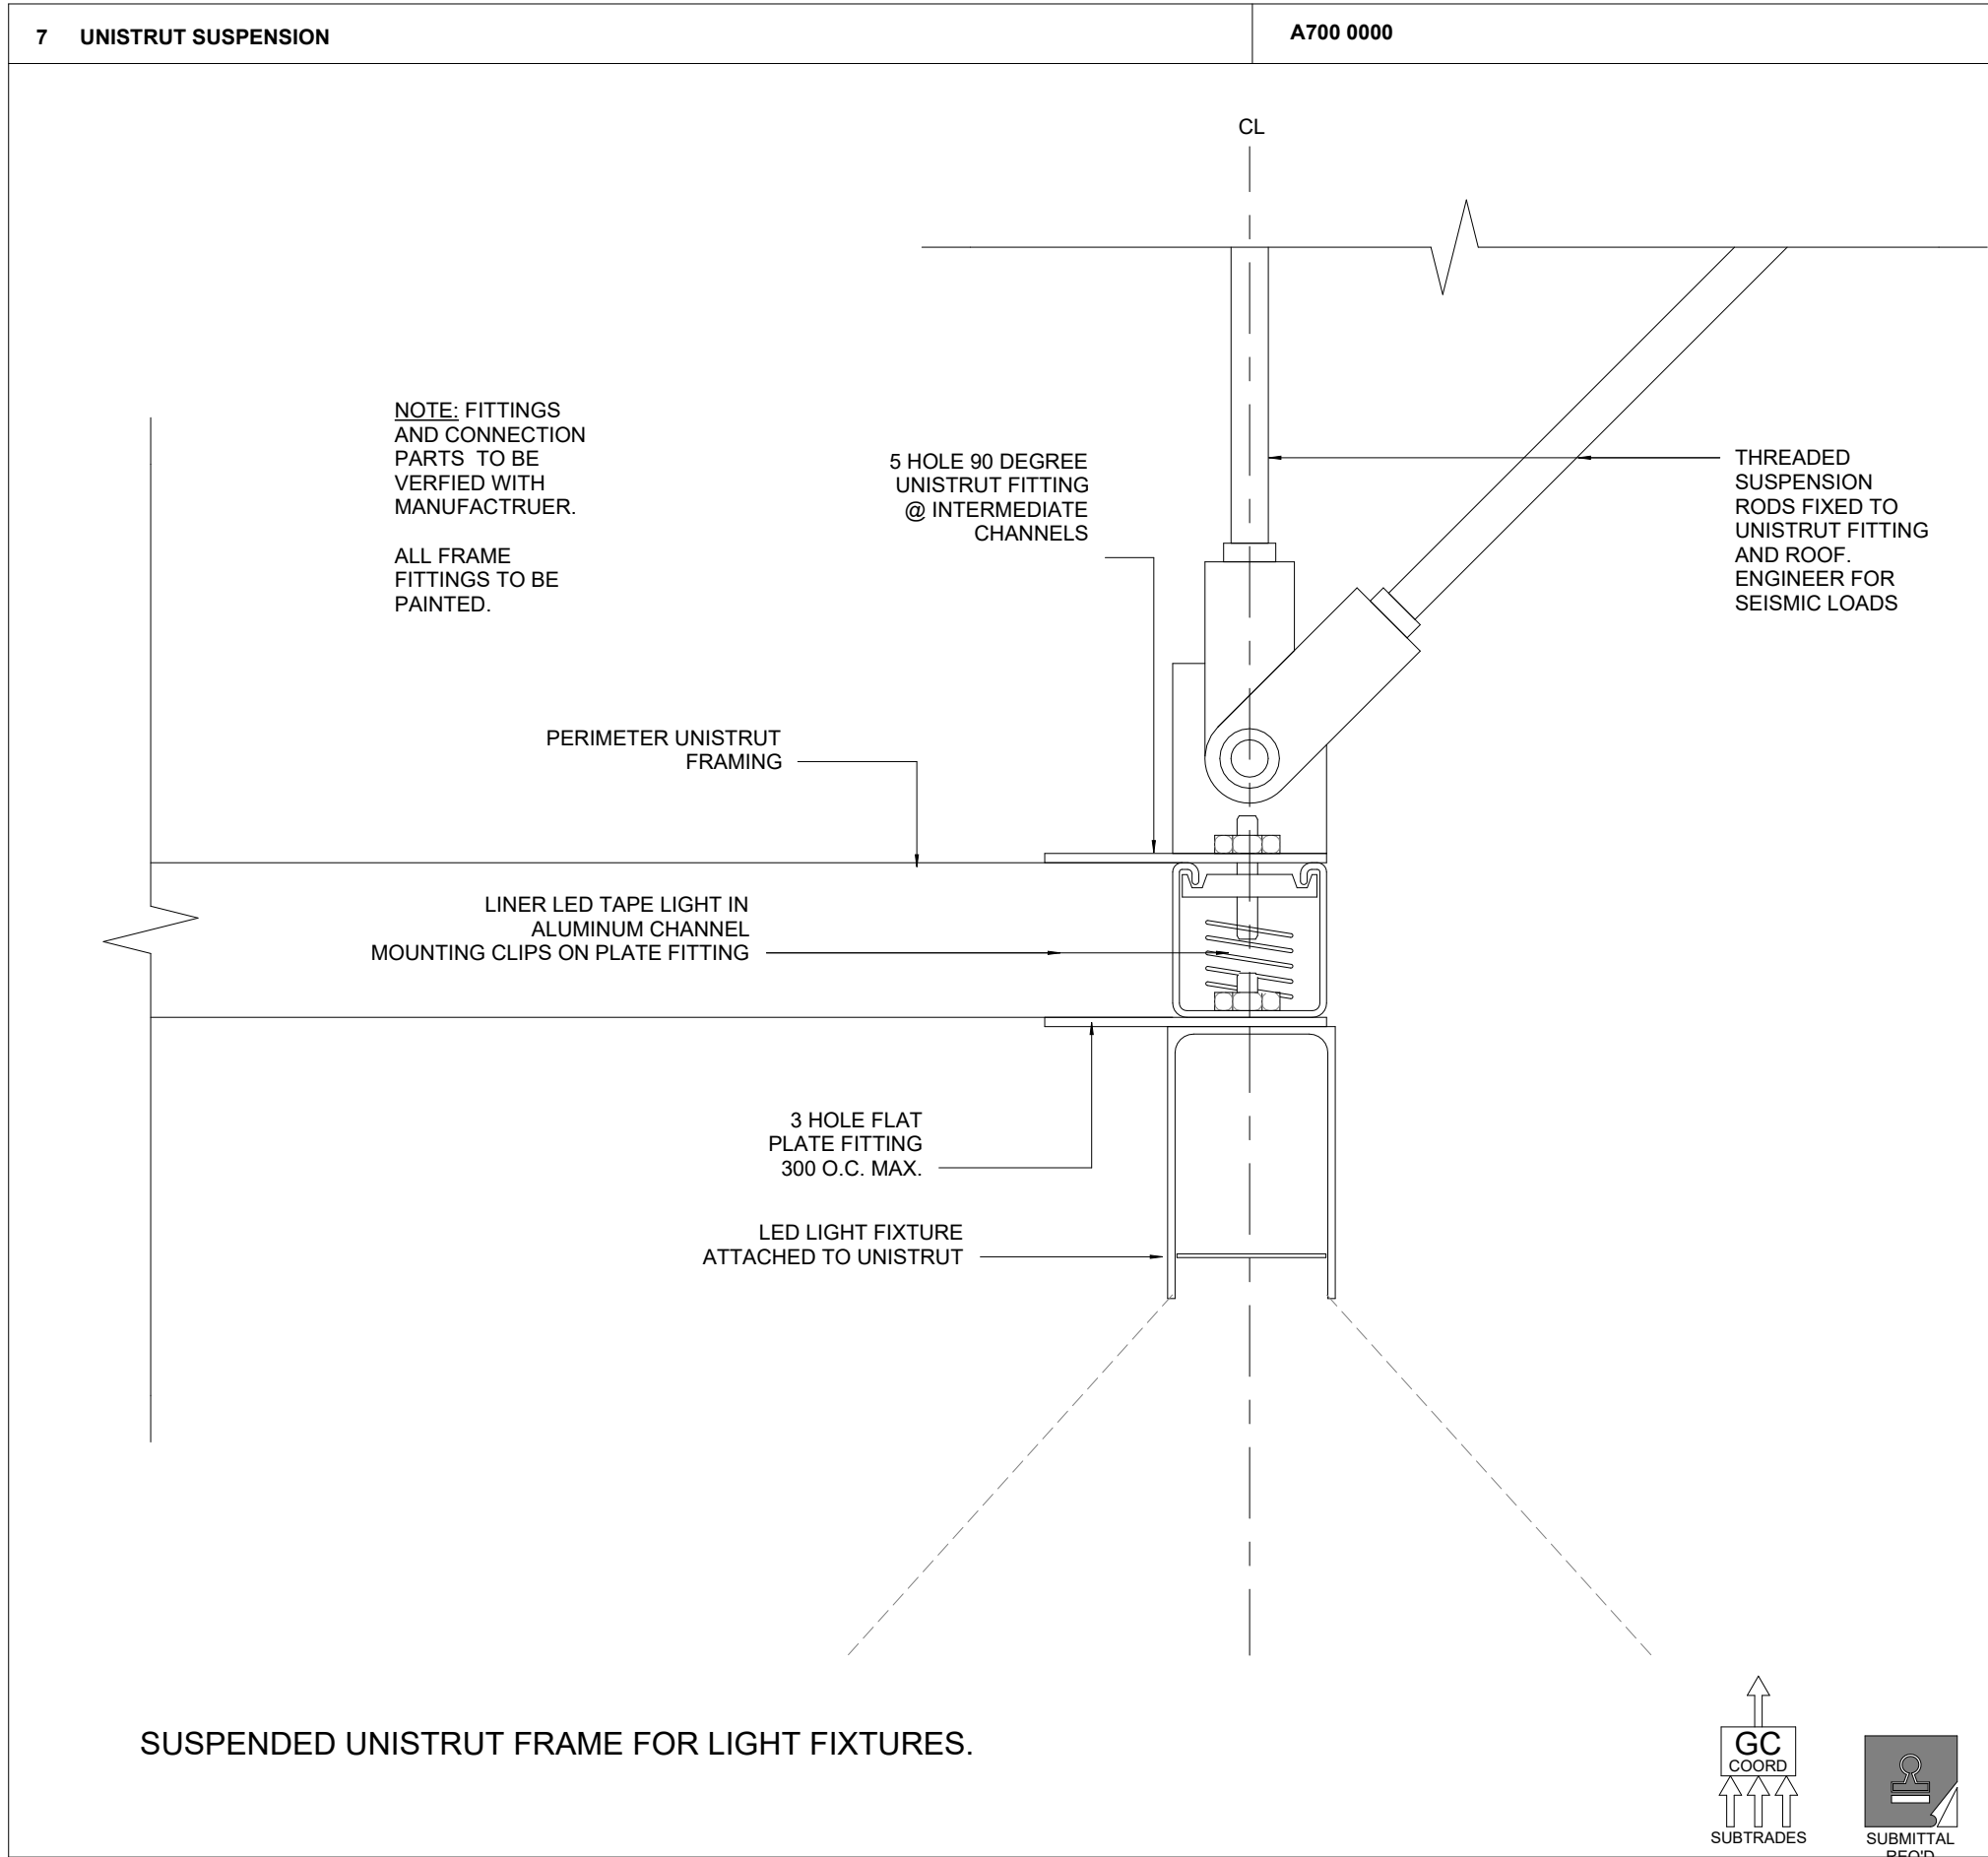 7 UNISTRUT SUSPENSION
A700 0000
CL
NOTE: FITTINGS
AND CONNECTION
PARTS TO BE
VERFIED WITH
MANUFACTRUER.
ALL FRAME
FITTINGS TO BE
PAINTED.
5 HOLE 90 DEGREE
UNISTRUT FITTING
@ INTERMEDIATE
CHANNELS
THREADED
SUSPENSION
RODS FIXED TO
UNISTRUT FITTING
AND ROOF.
ENGINEER FOR
SEISMIC LOADS
PERIMETER UNISTRUT
FRAMING
LINER LED TAPE LIGHT IN
ALUMINUM CHANNEL
MOUNTING CLIPS ON PLATE FITTING
3 HOLE FLAT
PLATE FITTING
300 O.C. MAX.
LED LIGHT FIXTURE
ATTACHED TO UNISTRUT
SUSPENDED UNISTRUT FRAME FOR LIGHT FIXTURES.
GC
COORD
SUBTRADES
SUBMITTAL
REQ'D